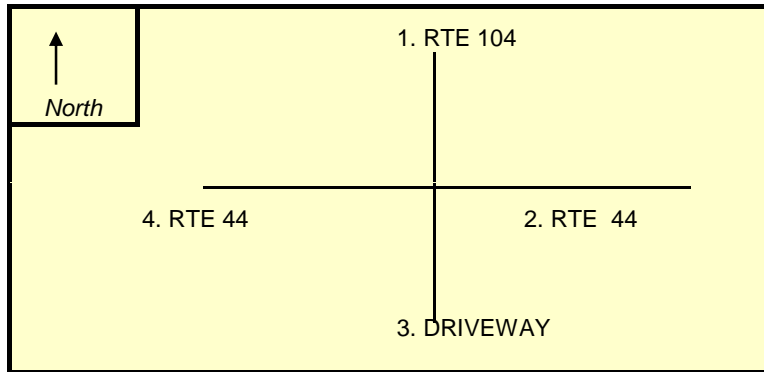 1. RTE 104
North
4. RTE 44
2. RTE 44
3. DRIVEWAY